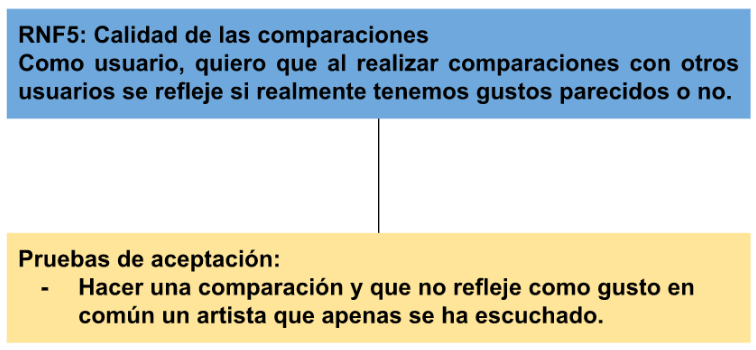 RNF5: Calidad de las comparaciones
Como usuario, quiero que al realizar comparaciones con otros
usuarios se refleje si realmente tenemos gustos parecidos o no.
Pruebas de aceptación:
- Hacer una comparación y que no refleje como gusto en
común un artista que apenas se ha escuchado.